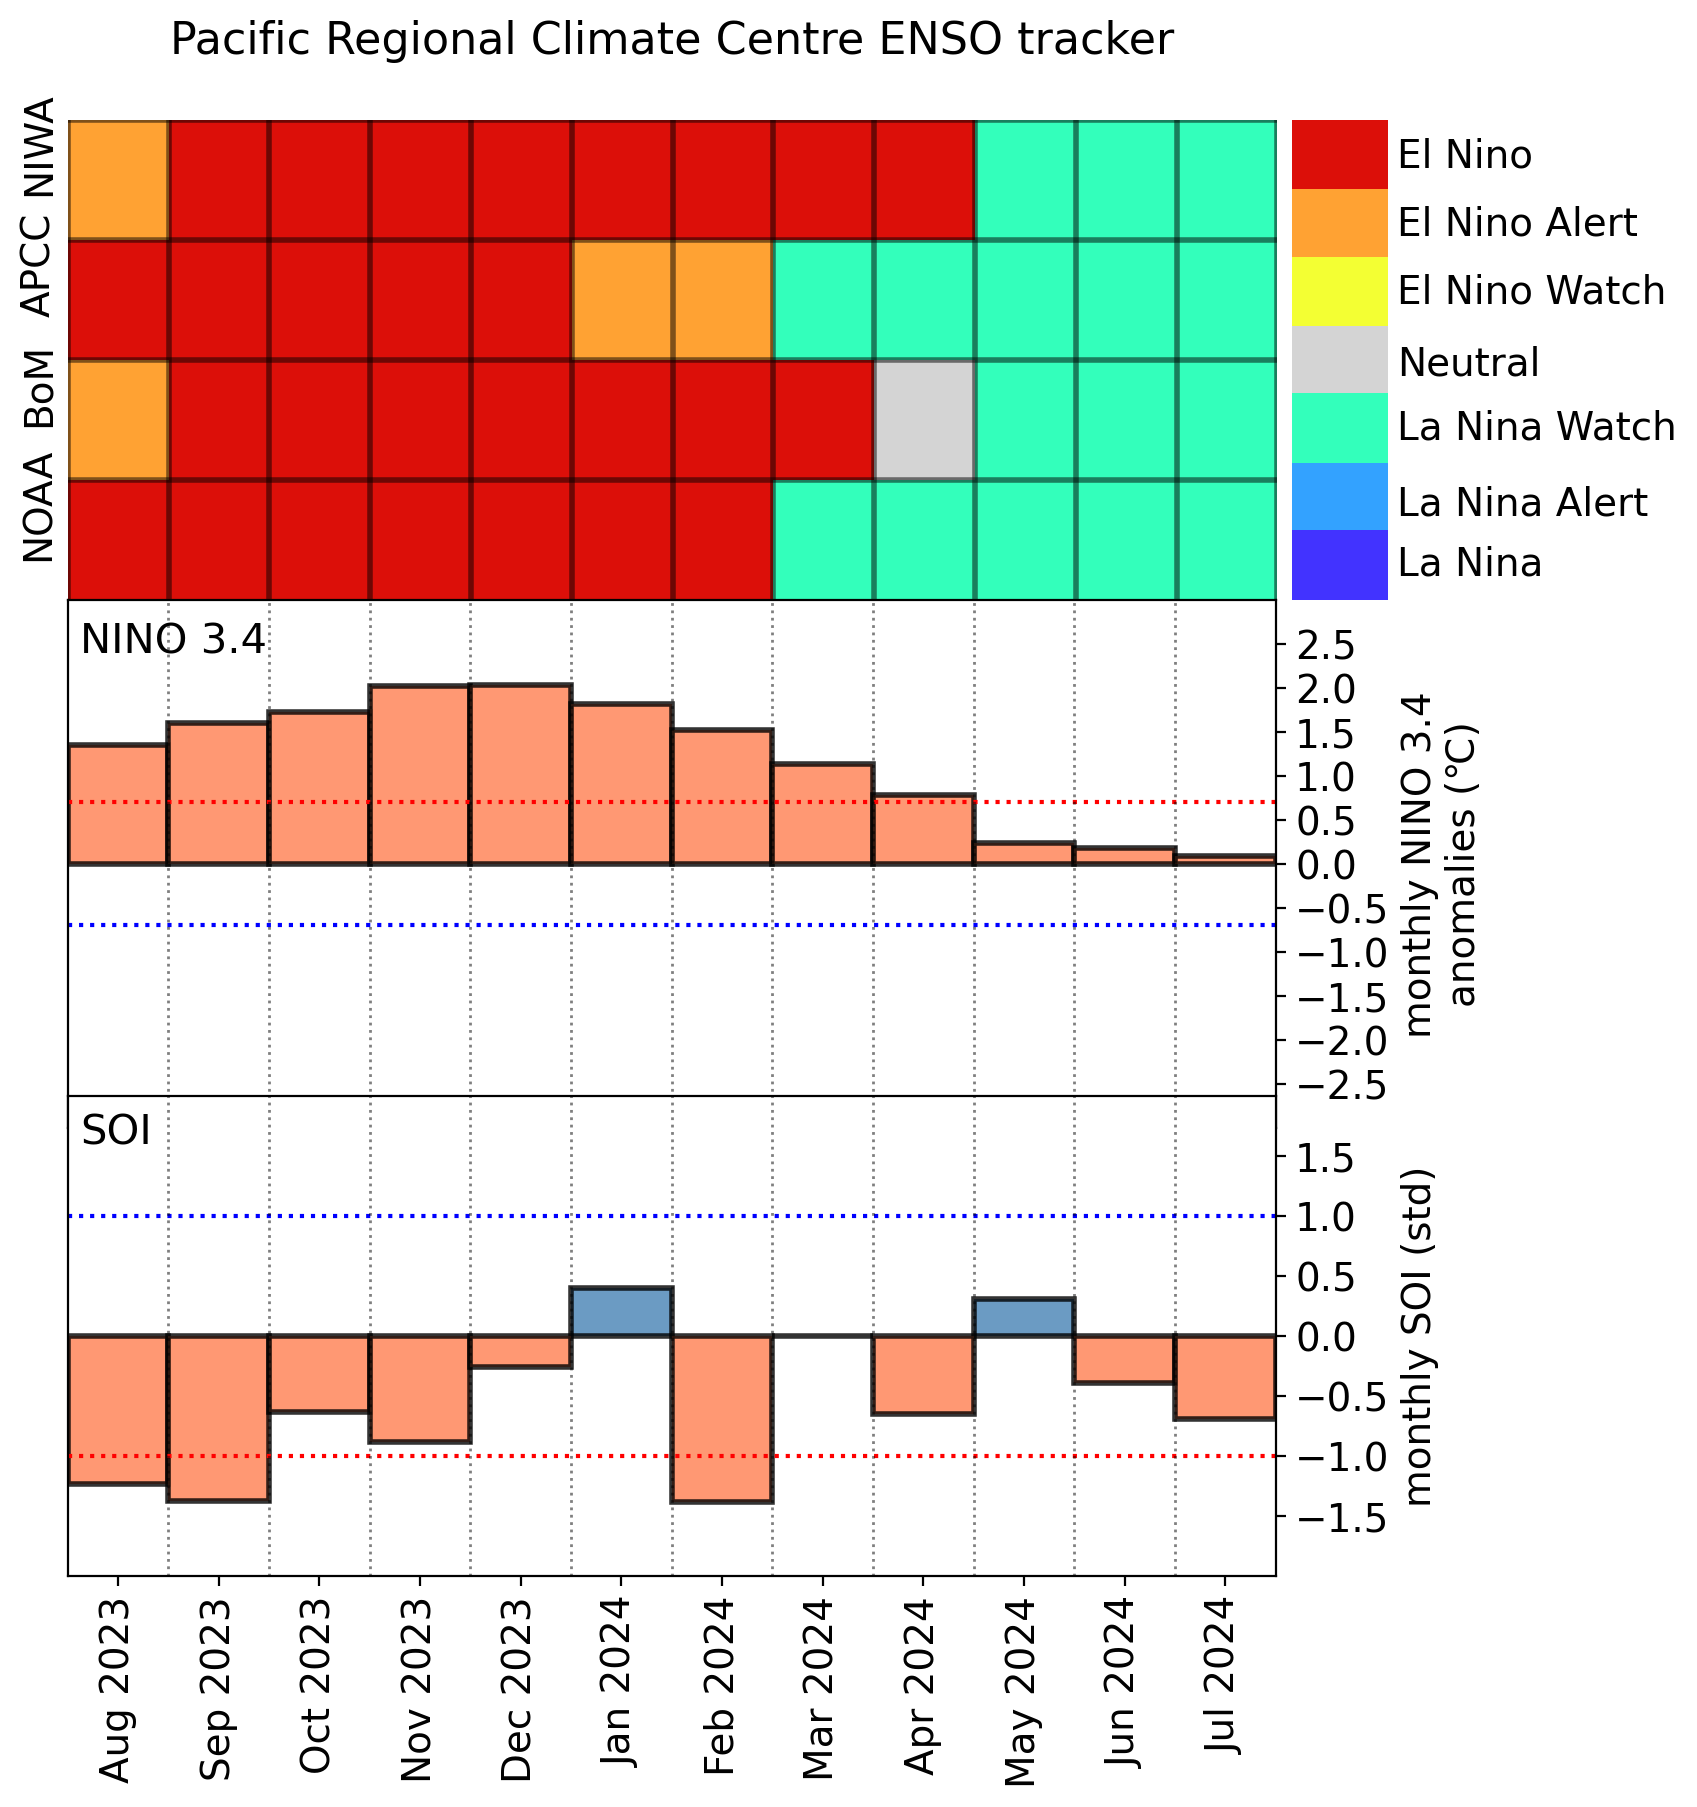 Pacific Regional Climate Centre ENSO tracker
NIWA
APCC
BoM
NOAA
El Nino
El Nino Alert
El Nino Watch
Neutral
La Nina Watch
La Nina Alert
La Nina
NINO 3.4
2.5
2.0
1.5
1.0
0.5
0.0
−0.5
−1.0
−1.5
−2.0
−2.5
monthly NINO 3.4
anomalies (°C)
SOI
1.5
1.0
0.5
0.0
−0.5
−1.0
−1.5
monthly SOI (std)
Aug 2023
Sep 2023
Oct 2023
Nov 2023
Dec 2023
Jan 2024
Feb 2024
Mar 2024
Apr 2024
May 2024
Jun 2024
Jul 2024